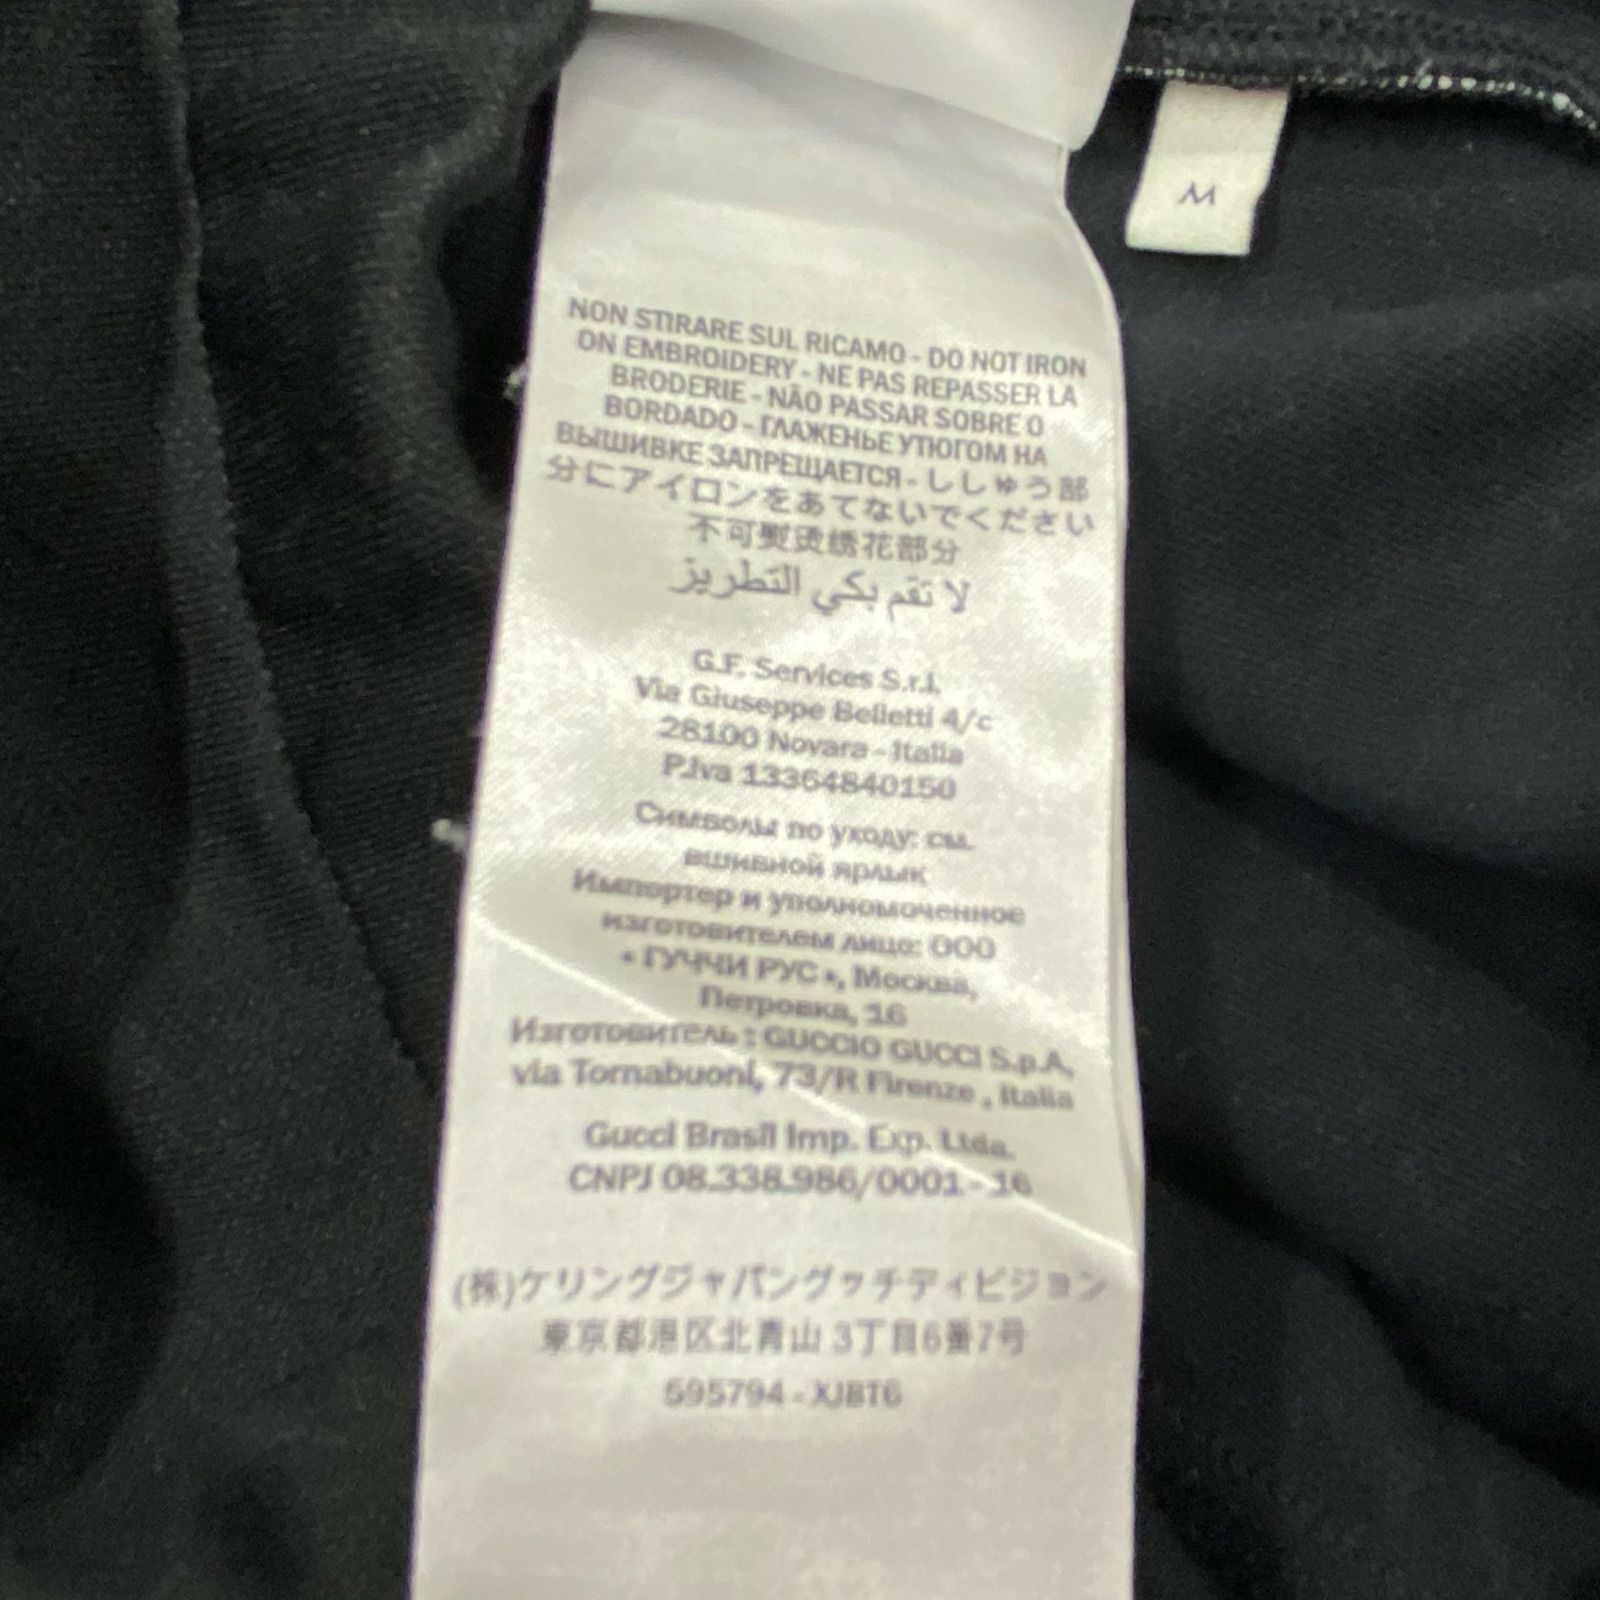 M
NON STIRARE SUL RICAMO - DO NOT IRON
ON EMBROIDERY - NE PAS REPASSER LA
BRODERIE - NÃO PASSAR SOBRE O
BORDADO - ГЛАЖЕНЬЕ УТЮГОМ НА
ВЫШИВКЕ ЗАПРЕЩАЕТСЯ - ししゅう部
分にアイロンをあてないでください
不可熨烫绣花部分
لا تقم بكي التطريز
G.F. Services S.r.l.
Via Giuseppe Belletti 4/c
28100 Novara - Italia
P.Iva 13364840150
Символы по уходу: см.
вшивной ярлык
Импортер и уполномоченное
изготовителем лицо: ООО
« ГУЧЧИ РУС », Москва,
Петровка, 16
Изготовитель : GUCCIO GUCCI S.p.A,
via Tornabuoni, 73/R Firenze , Italia
Gucci Brasil Imp. Exp. Ltda.
CNPJ 08.338.986/0001 - 16
(株)ケリングジャパングッチディビジョン
東京都港区北青山 3丁目6番7号
595794 - XJBT6